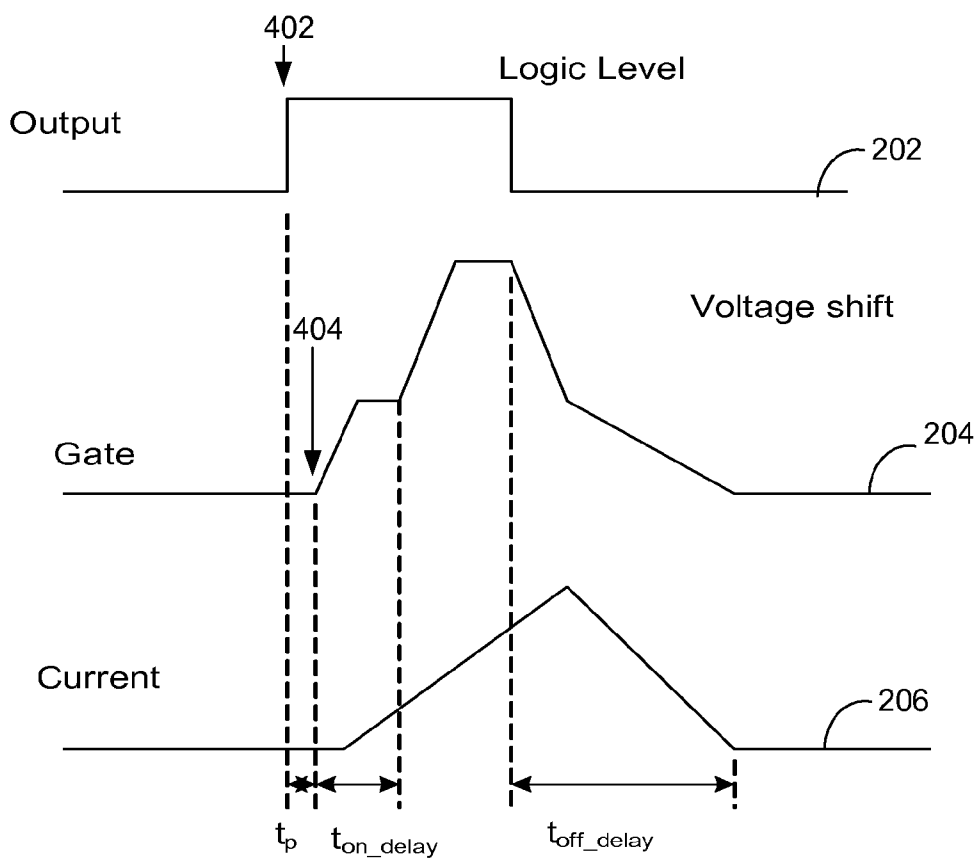 402
Logic Level
Output
202
Voltage shift
404
Gate
204
Current
206
tp
ton_delay
toff_delay